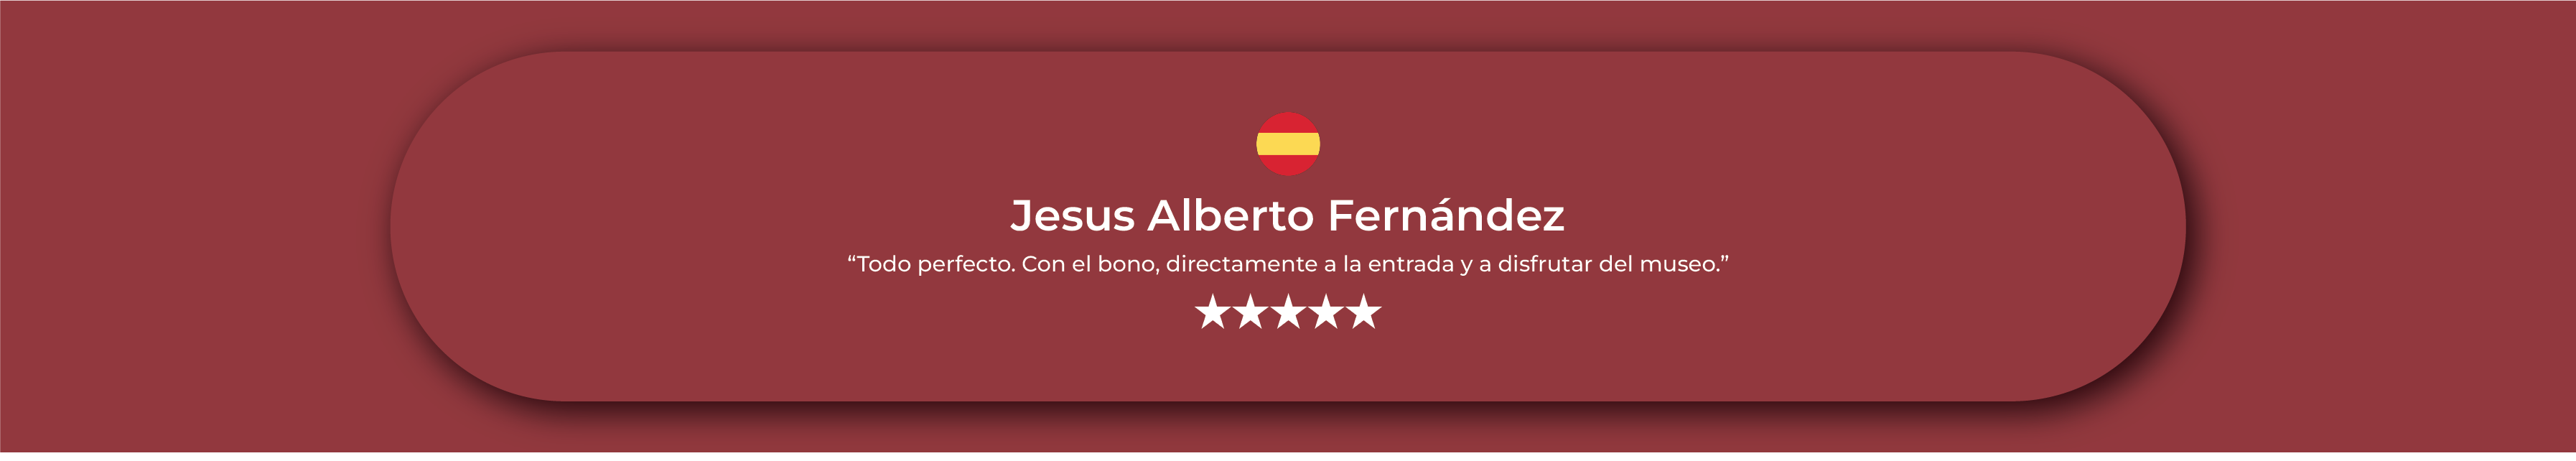 Jesus Alberto Fernández
“Todo perfecto. Con el bono, directamente a la entrada y a disfrutar del museo.”